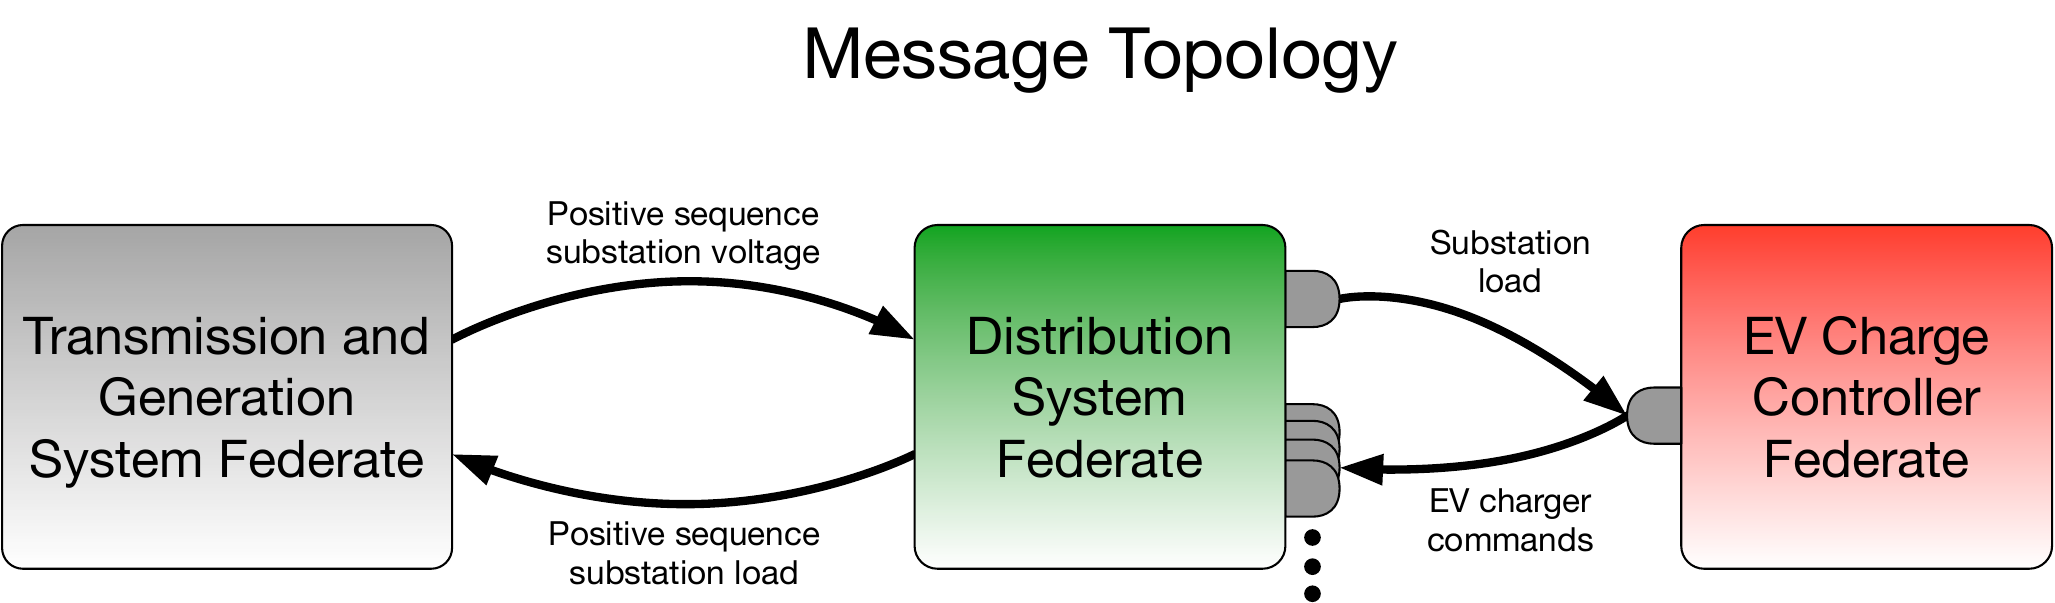 Message Topology
Positive sequence
substation voltage
Substation
load
Transmission and
Generation
System Federate
Distribution
System
Federate
EV Charge
Controller
Federate
EV charger
commands
Positive sequence
substation load